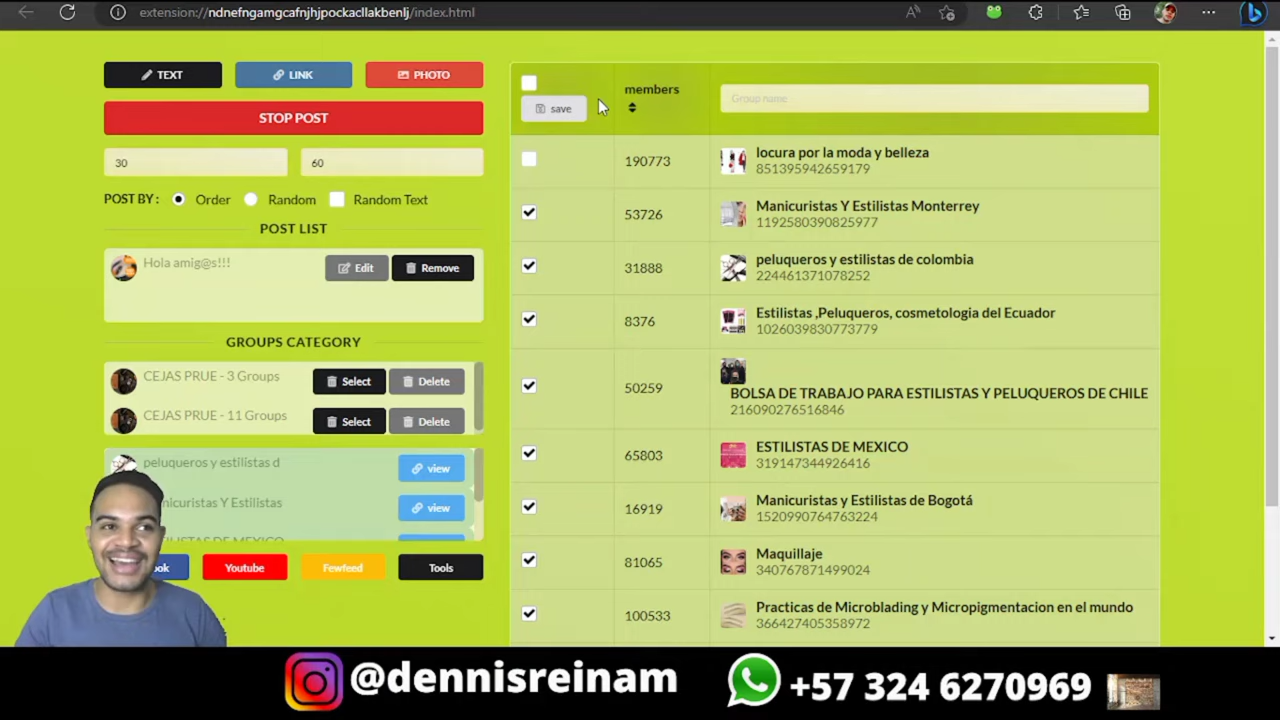 extension://ndnefngamgcafnjhjpockacllakbenlj/index.html
TEXT LINK PHOTO
STOP POST
30 60
POST BY : Order Random Random Text
POST LIST
Hola amig@s!!! Edit Remove
GROUPS CATEGORY
CEJAS PRUE - 3 Groups Select Delete
CEJAS PRUE - 11 Groups Select Delete
peluqueros y estilistas d view
nicuristas Y Estilistas view
ook Youtube Fewfeed Tools
save members Group name
190773 locura por la moda y belleza
851395942659179
53726 Manicuristas Y Estilistas Monterrey
1192580390825977
31888 peluqueros y estilistas de colombia
224461371078252
8376 Estilistas ,Peluqueros, cosmetologia del Ecuador
1026039830773779
50259 BOLSA DE TRABAJO PARA ESTILISTAS Y PELUQUEROS DE CHILE
216090276516846
65803 ESTILISTAS DE MEXICO
319147344926416
16919 Manicuristas y Estilistas de Bogotá
1520990764763224
81065 Maquillaje
340767871499024
100533 Practicas de Microblading y Micropigmentacion en el mundo
366427405358972
@dennisreinam +57 324 6270969